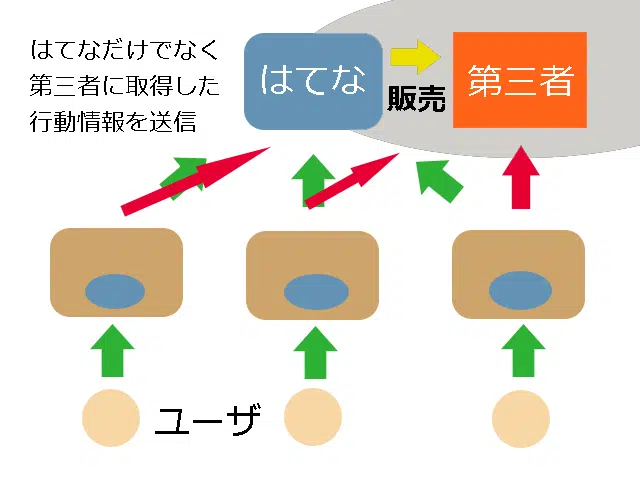 はてなだけでなく
第三者に取得した
行動情報を送信
はてな
販売
第三者
ユーザ